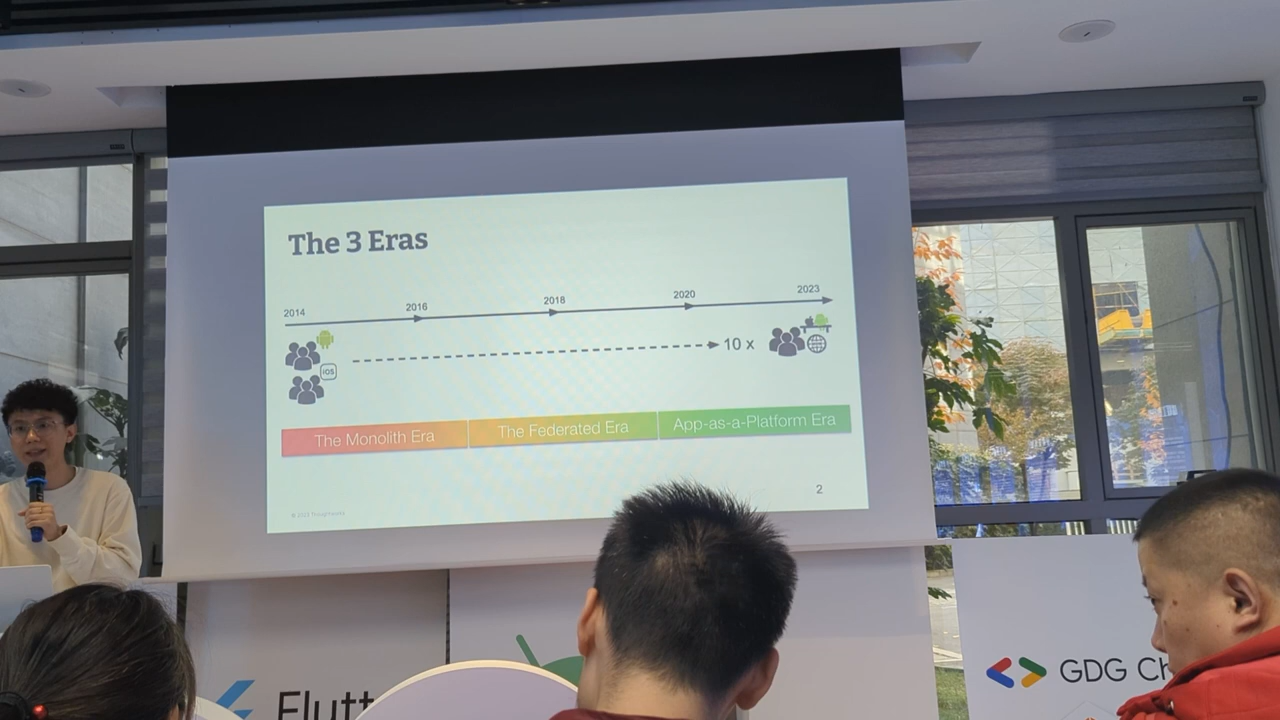 The 3 Eras
2014
2016
2018
2020
2023
iOS
10 x
The Monolith Era
The Federated Era
App-as-a-Platform Era
2
Flutt
GDG Ch